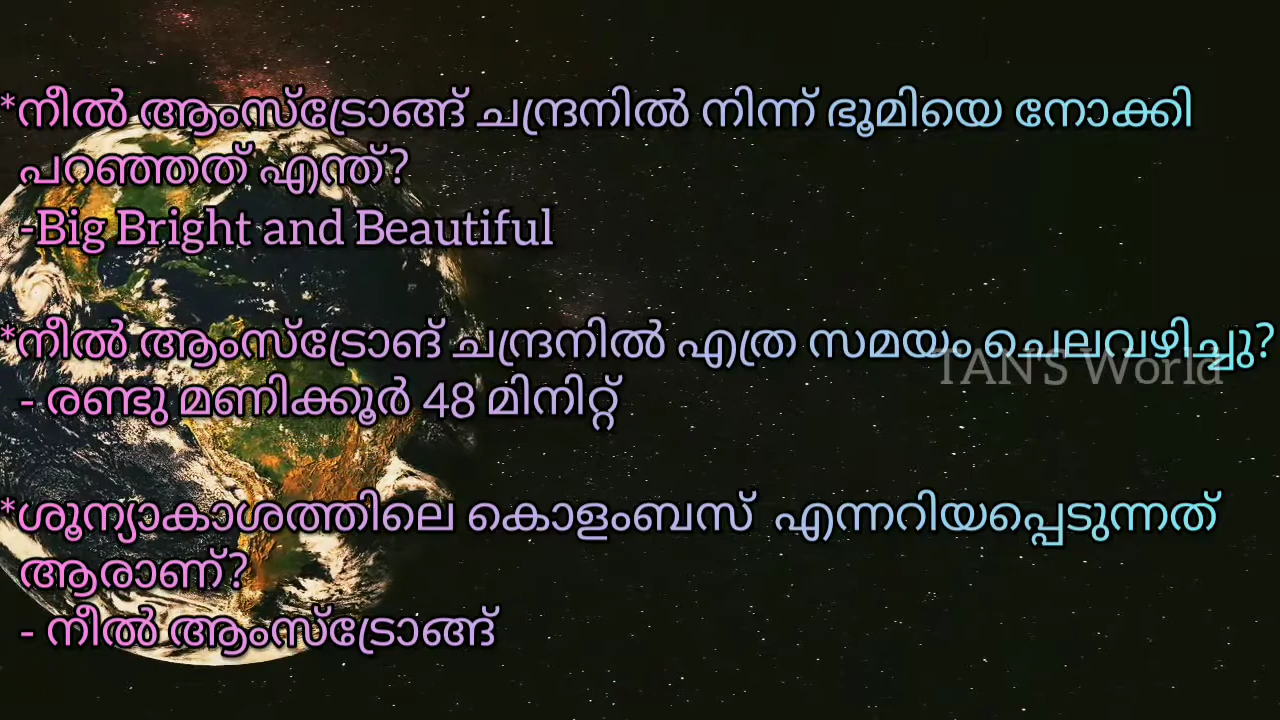 *നീൽ ആംസ്ട്രോങ്ങ് ചന്ദ്രനിൽ നിന്ന് ഭൂമിയെ നോക്കി
പറഞ്ഞത് എന്ത്?
-Big Bright and Beautiful
*നീൽ ആംസ്ട്രോങ് ചന്ദ്രനിൽ എത്ര സമയം ചെലവഴിച്ചു?
TAN'S World
- രണ്ടു മണിക്കൂർ 48 മിനിറ്റ്
*ശൂന്യാകാശത്തിലെ കൊളംബസ് എന്നറിയപ്പെടുന്നത്
ആരാണ്?
- നീൽ ആംസ്ട്രോങ്ങ്